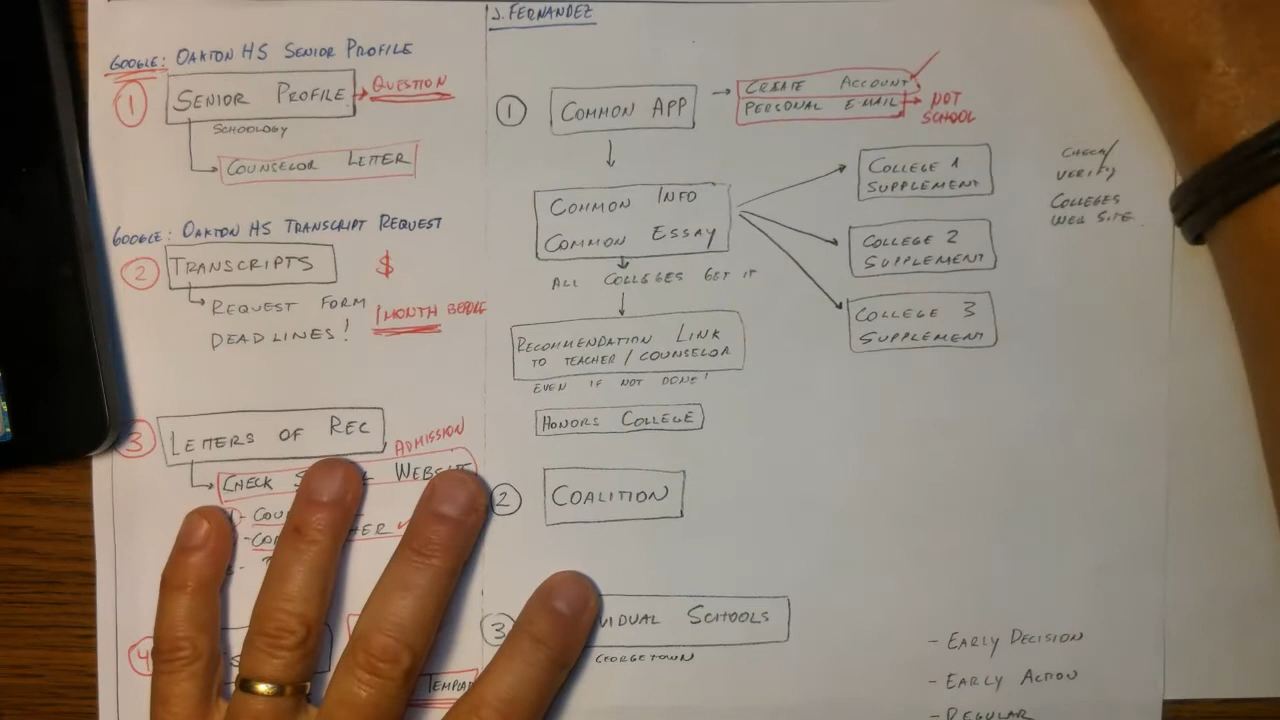 J. FERNANDEZ
GOOGLE: OAKTON HS SENIOR PROFILE
1
SENIOR PROFILE
QUESTION
SCHOOLOGY
COUNSELOR LETTER
GOOGLE: OAKTON HS TRANSCRIPT REQUEST
2
TRANSCRIPTS
$
REQUEST FORM
DEADLINES!
1 MONTH BEFORE
3
LETTERS OF REC
ADMISSION
CHECK
WEBSITE
4
1
COMMON APP
CREATE ACCOUNT
PERSONAL E-MAIL
NOT
SCHOOL
COMMON INFO
COMMON ESSAY
ALL COLLEGES GET IT
COLLEGE 1
SUPPLEMENT
COLLEGE 2
SUPPLEMENT
COLLEGE 3
SUPPLEMENT
CHECK/
VERIFY
COLLEGES
WEB SITE
RECOMMENDATION LINK
TO TEACHER / COUNSELOR
EVEN IF NOT DONE!
HONORS COLLEGE
2
COALITION
3
SCHOOLS
GEORGETOWN
- EARLY DECISION
- EARLY ACTION
- REGULAR